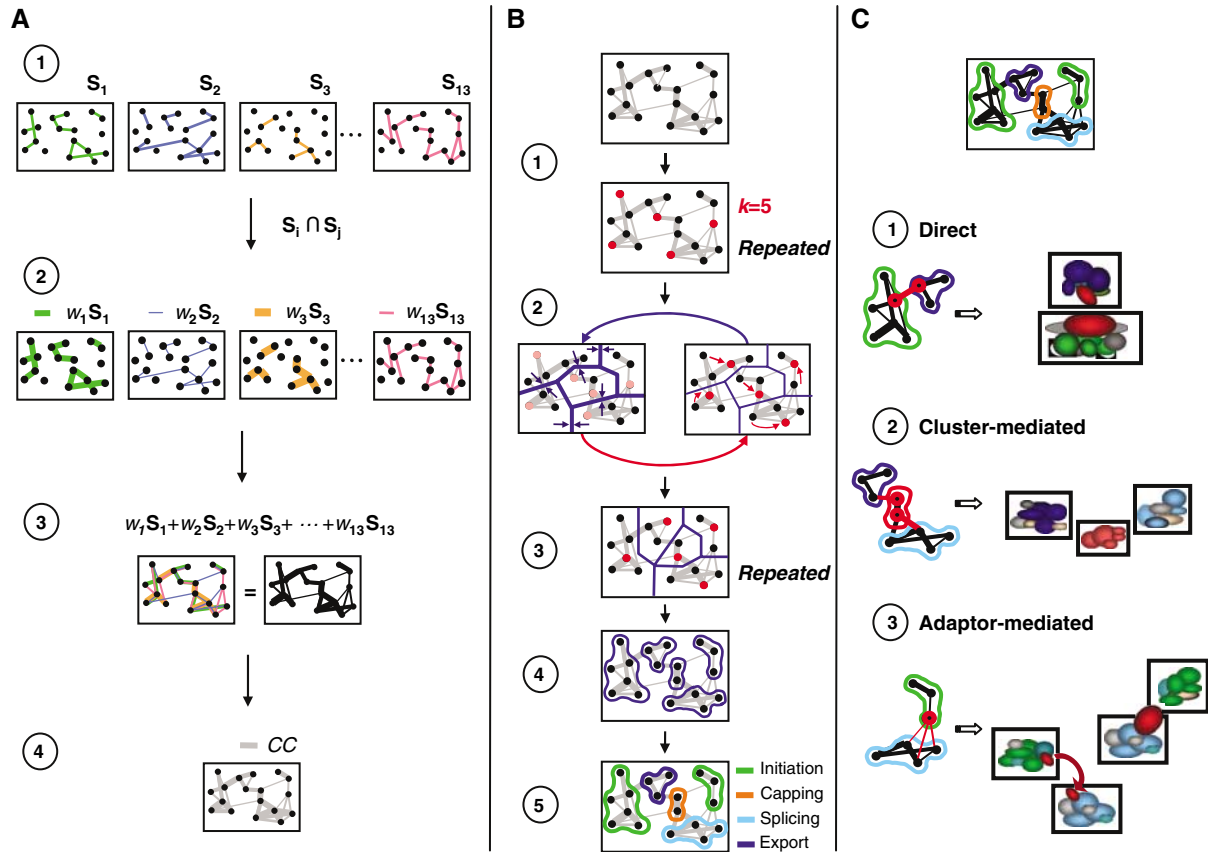 A
1
S1 S2 S3 S13
...
Si ∩ Sj
2
w1S1 w2S2 w3S3 w13S13
...
3
w1S1+w2S2+w3S3+ ··· +w13S13
=
4
CC
B
1
k=5
Repeated
2
3
Repeated
4
5
Initiation
Capping
Splicing
Export
C
1 Direct
2 Cluster-mediated
3 Adaptor-mediated